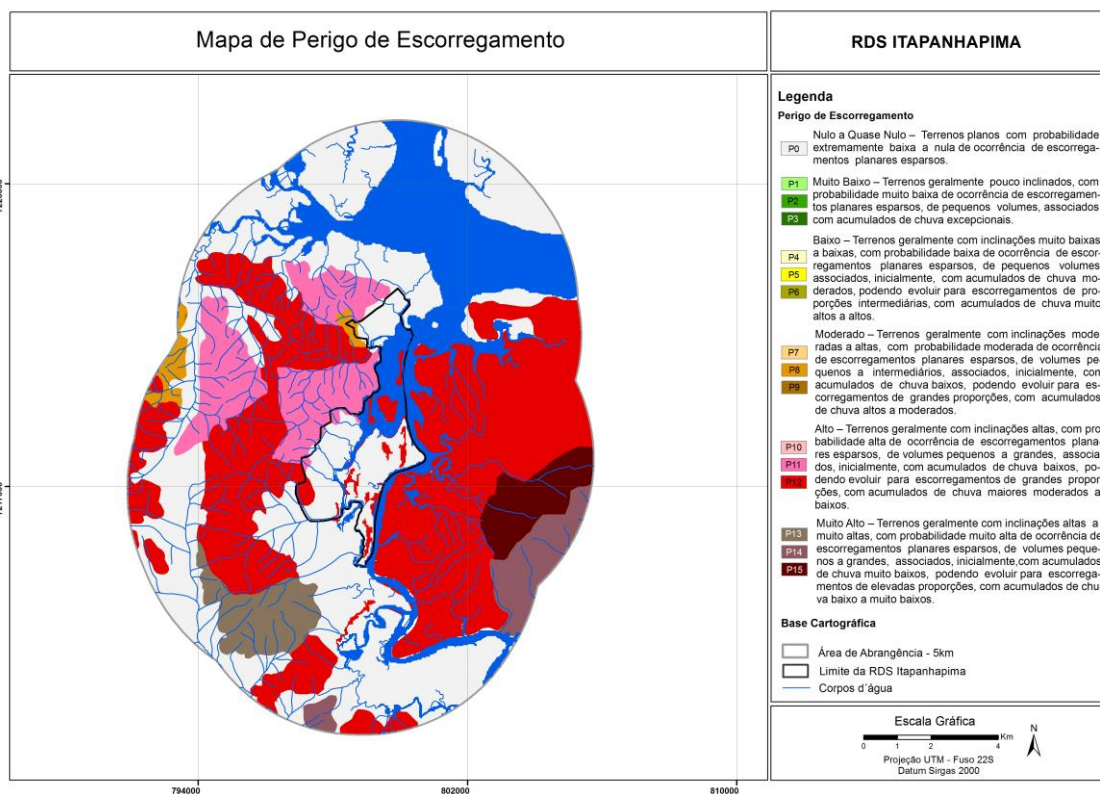 Mapa de Perigo de Escorregamento
RDS ITAPANHAPIMA
Legenda
Perigo de Escorregamento
P0
Nulo a Quase Nulo – Terrenos planos com probabilidade
extremamente baixa a nula de ocorrência de escorrega-
mentos planares esparsos.
P1
P2
P3
Muito Baixo – Terrenos geralmente pouco inclinados, com
probabilidade muito baixa de ocorrência de escorregamen-
tos planares esparsos, de pequenos volumes, associados
com acumulados de chuva excepcionais.
P4
P5
P6
Baixo – Terrenos geralmente com inclinações muito baixas
a baixas, com probabilidade baixa de ocorrência de escor-
regamentos planares esparsos, de pequenos volumes
associados, inicialmente, com acumulados de chuva mo-
derados, podendo evoluir para escorregamentos de pro-
porções intermediárias, com acumulados de chuva muito
altos a altos.
P7
P8
P9
Moderado – Terrenos geralmente com inclinações mode-
radas a altas, com probabilidade moderada de ocorrência
de escorregamentos planares esparsos, de volumes pe-
quenos a intermediários, associados, inicialmente, com
acumulados de chuva baixos, podendo evoluir para es-
corregamentos de grandes proporções, com acumulados
de chuva altos a moderados.
P10
P11
P12
Alto – Terrenos geralmente com inclinações altas, com pro
babilidade alta de ocorrência de escorregamentos plana-
res esparsos, de volumes pequenos a grandes, associa-
dos, inicialmente, com acumulados de chuva baixos, po-
dendo evoluir para escorregamentos de grandes propor
ções, com acumulados de chuva maiores moderados a
baixos.
P13
P14
P15
Muito Alto – Terrenos geralmente com inclinações altas a
muito altas, com probabilidade muito alta de ocorrência de
escorregamentos planares esparsos, de volumes peque-
nos a grandes, associados, inicialmente,com acumulados
de chuva muito baixos, podendo evoluir para escorrega-
mentos de elevadas proporções, com acumulados de chu-
va baixo a muito baixos.
Base Cartográfica
Área de Abrangência - 5km
Limite da RDS Itapanhapima
Corpos d´água
Escala Gráfica
0 1 2 4 Km
N
Projeção UTM - Fuso 22S
Datum Sirgas 2000
794000 802000 810000